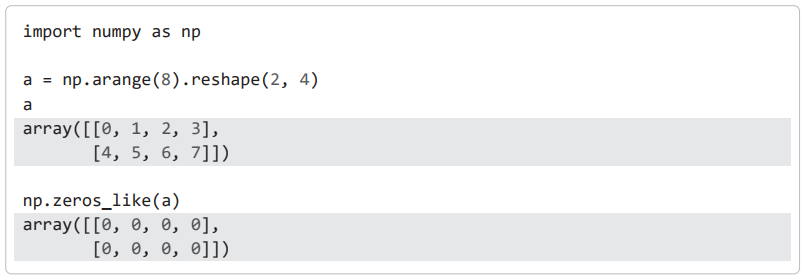 import numpy as np
a = np.arange(8).reshape(2, 4)
a
array([[0, 1, 2, 3],
       [4, 5, 6, 7]])
np.zeros_like(a)
array([[0, 0, 0, 0],
       [0, 0, 0, 0]])